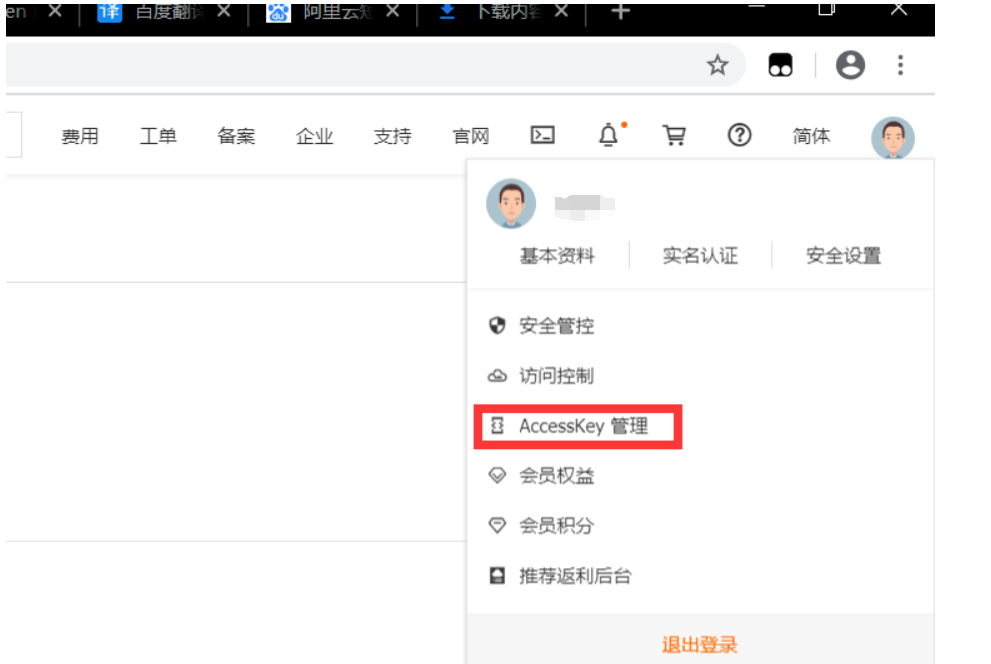 en
译 百度翻译
du 阿里云短
下载内容
费用 工单 备案 企业 支持 官网 简体
基本资料 实名认证 安全设置
安全管控
访问控制
AccessKey 管理
会员权益
会员积分
推荐返利后台
退出登录